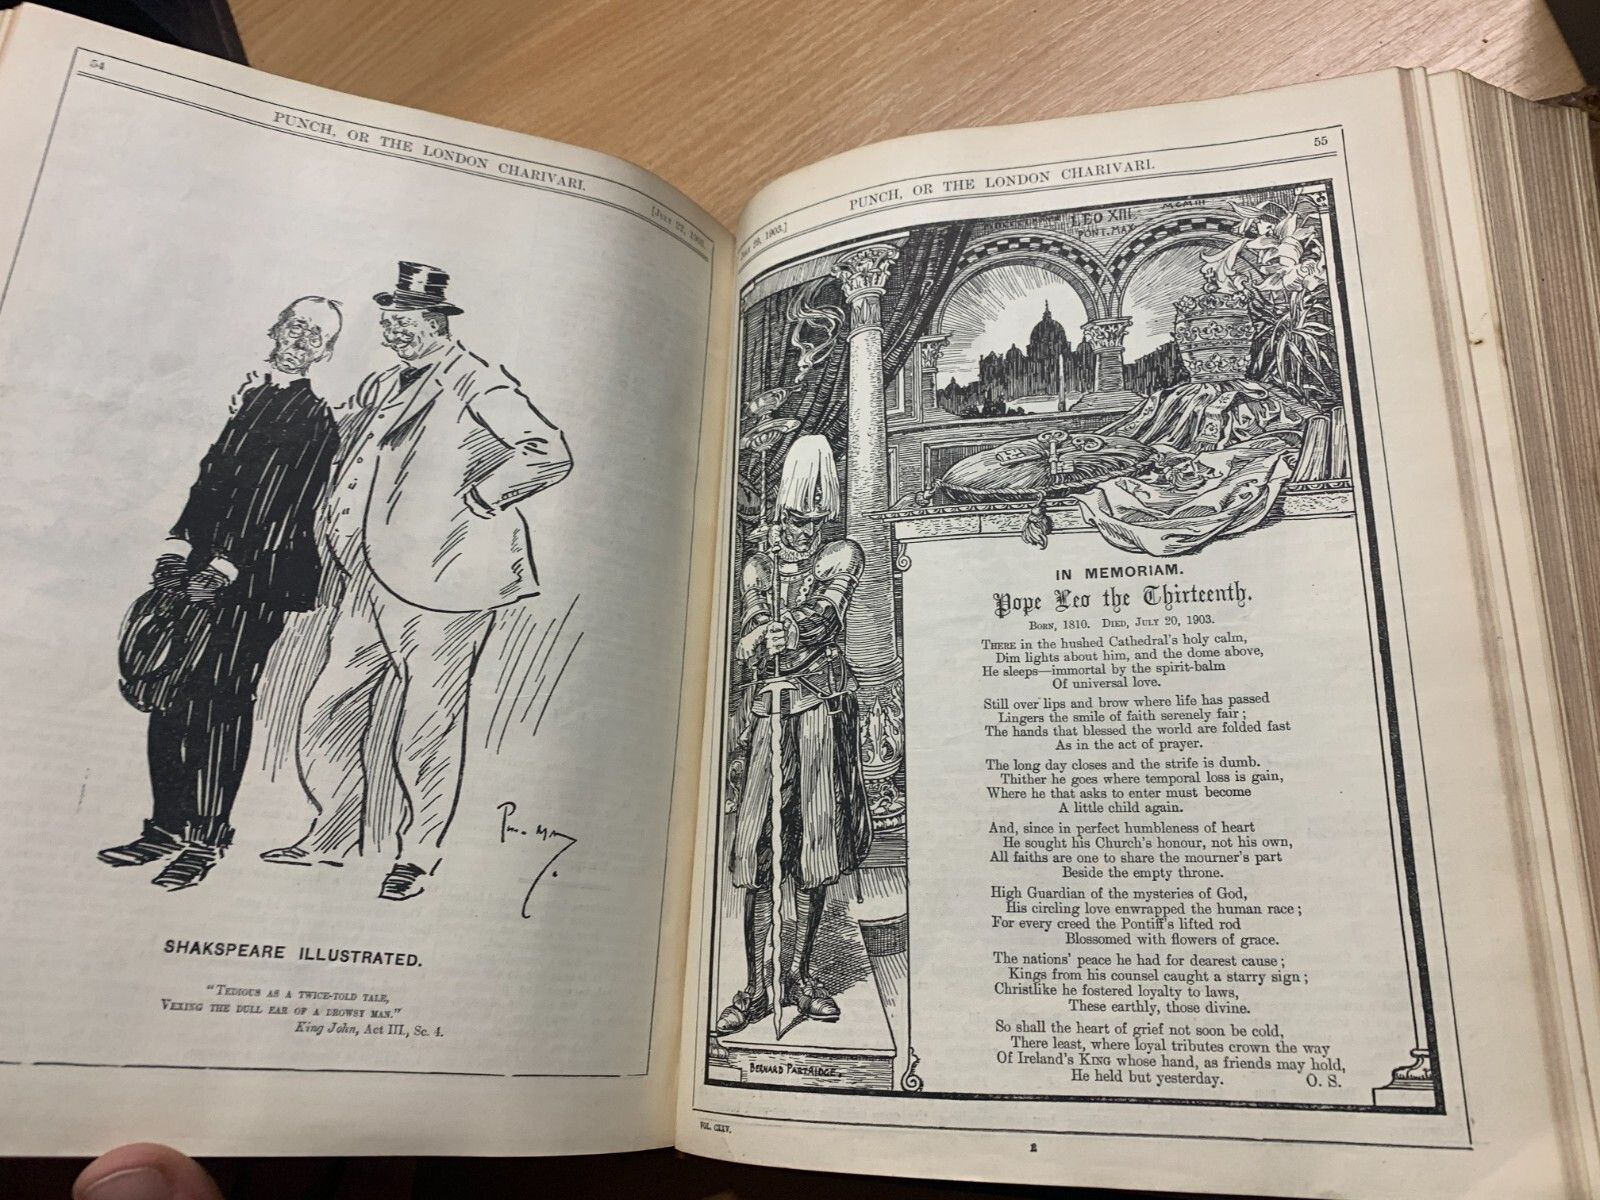 54
PUNCH, OR THE LONDON CHARIVARI.
[JULY 22, 1903.
SHAKSPEARE ILLUSTRATED.
"TEDIOUS AS A TWICE-TOLD TALE,
VEXING THE DULL EAR OF A DROWSY MAN."
King John, Act III., Sc. 4.
55
PUNCH, OR THE LONDON CHARIVARI.
1903.]
LEO XIII.
MCMIII
PONT. MAX.
IN MEMORIAM.
Pope Leo the Thirteenth.
BORN, 1810. DIED, JULY 20, 1903.
THERE in the hushed Cathedral's holy calm,
Dim lights about him, and the dome above,
He sleeps—immortal by the spirit-balm
Of universal love.
Still over lips and brow where life has passed
Lingers the smile of faith serenely fair;
The hands that blessed the world are folded fast
As in the act of prayer.
The long day closes and the strife is dumb.
Thither he goes where temporal loss is gain,
Where he that asks to enter must become
A little child again.
And, since in perfect humbleness of heart
He sought his Church's honour, not his own,
All faiths are one to share the mourner's part
Beside the empty throne.
High Guardian of the mysteries of God,
His circling love enwrapped the human race;
For every creed the Pontiff's lifted rod
Blossomed with flowers of grace.
The nations' peace he had for dearest cause;
Kings from his counsel caught a starry sign;
Christlike he fostered loyalty to laws,
These earthly, those divine.
So shall the heart of grief not soon be cold,
There least, where loyal tributes crown the way
Of Ireland's KING whose hand, as friends may hold,
He held but yesterday. O. S.
BERNARD PARTRIDGE.
VOL. CXXV.
E